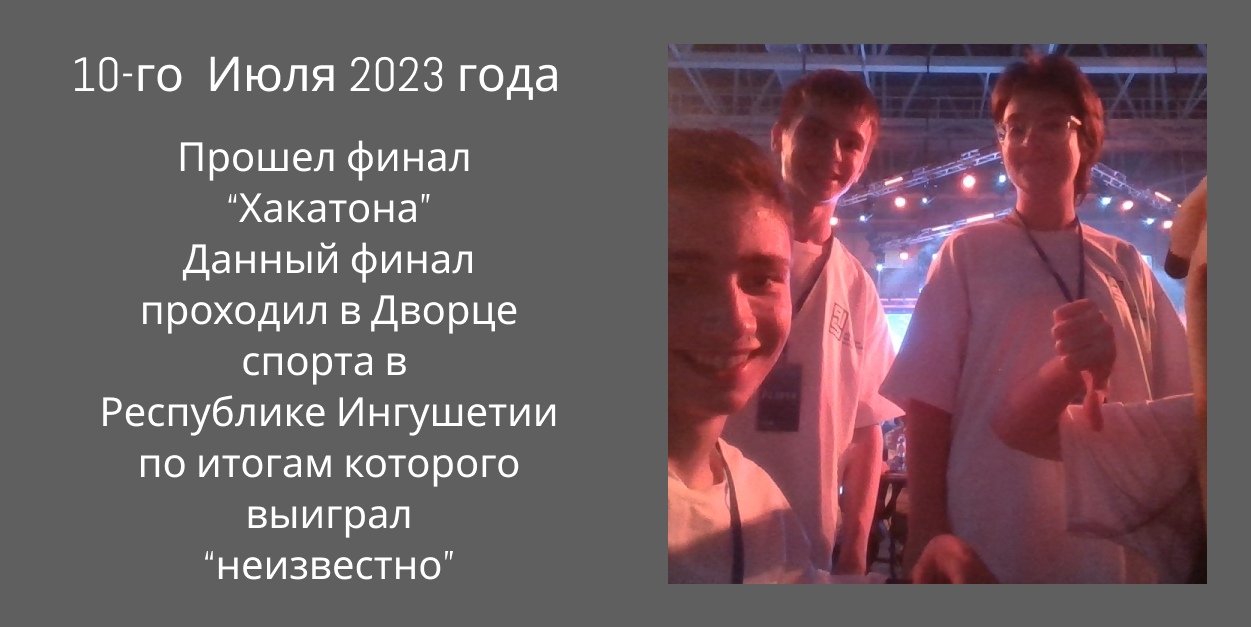 10-го Июля 2023 года
Прошел финал
“Хакатона”
Данный финал
проходил в Дворце
спорта в
Республике Ингушетии
по итогам которого
выиграл
“неизвестно”